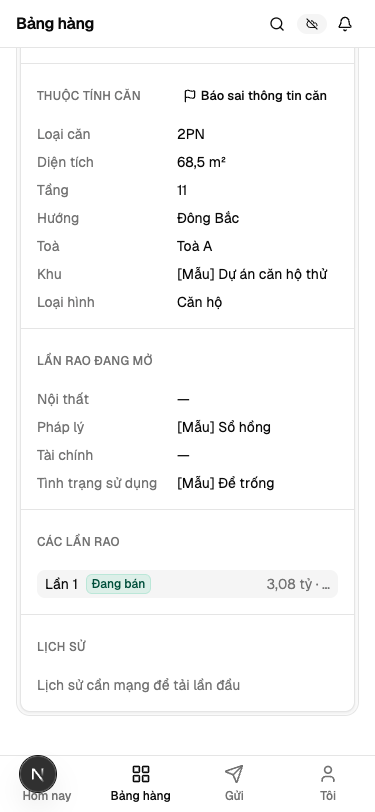 Bảng hàng
THUỘC TÍNH CĂN
Báo sai thông tin căn
Loại căn 2PN
Diện tích 68,5 m²
Tầng 11
Hướng Đông Bắc
Toà Toà A
Khu [Mẫu] Dự án căn hộ thử
Loại hình Căn hộ
LẦN RAO ĐANG MỞ
Nội thất —
Pháp lý [Mẫu] Sổ hồng
Tài chính —
Tình trạng sử dụng [Mẫu] Để trống
CÁC LẦN RAO
Lần 1 Đang bán 3,08 tỷ · ...
LỊCH SỬ
Lịch sử cần mạng để tải lần đầu
N
Hôm nay Bảng hàng Gửi Tôi